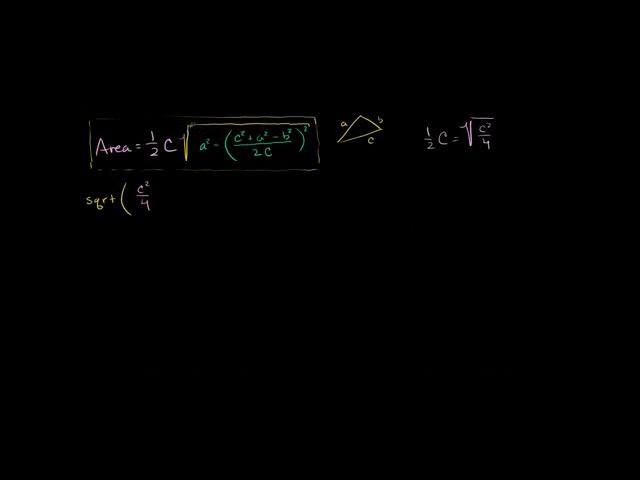 Area = 1/2 C √(a² - ((c² + a² - b²)/2C)²)
a b c
1/2 C = √(c²/4)
sqrt ( c²/4